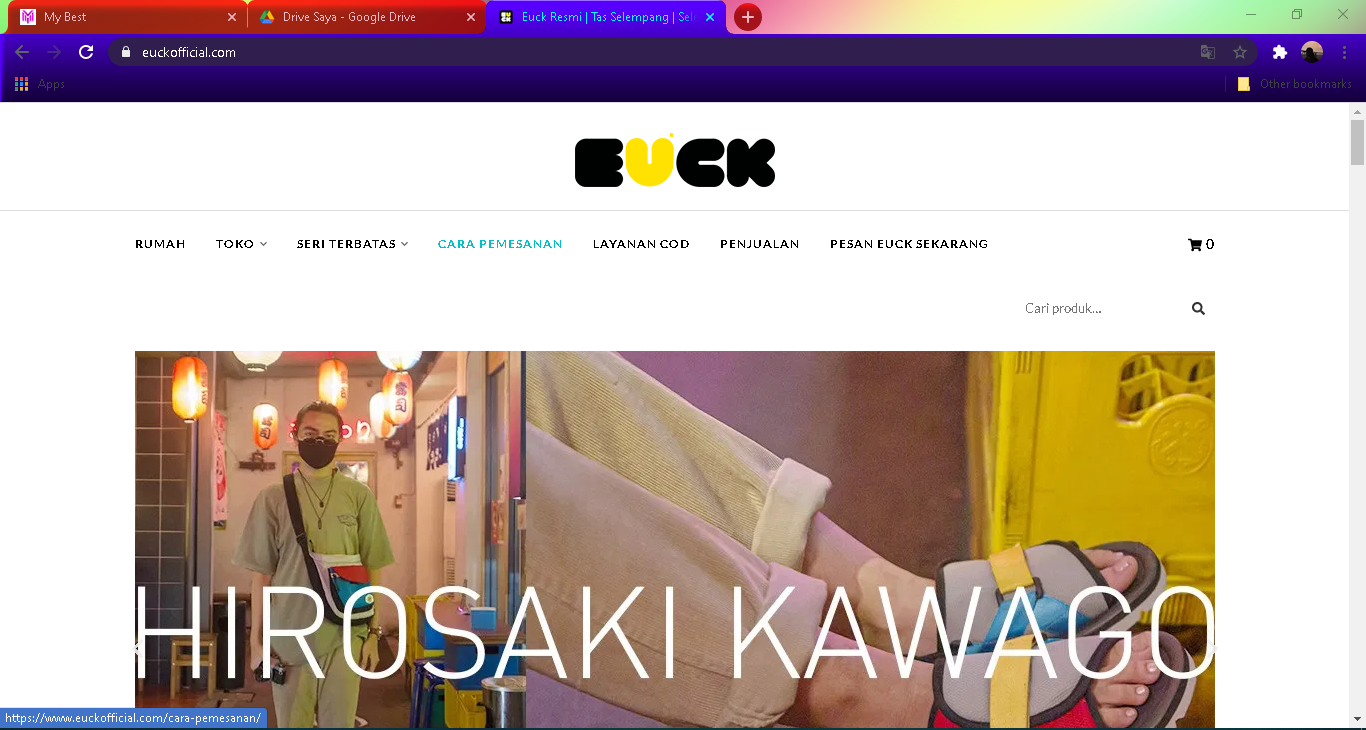 My Best
Drive Saya - Google Drive
Euck Resmi | Tas Selempang | Sele
euckofficial.com
Apps
Other bookmarks
EUCK
RUMAH
TOKO
SERI TERBATAS
CARA PEMESANAN
LAYANAN COD
PENJUALAN
PESAN EUCK SEKARANG
0
Cari produk...
HIROSAKI KAWAGO
https://www.euckofficial.com/cara-pemesanan/